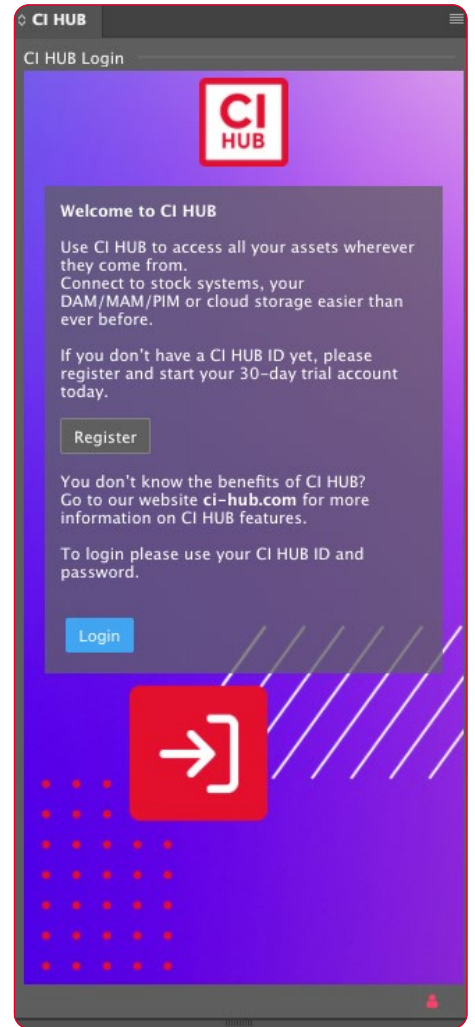 CI HUB
CI HUB Login
CI
HUB
Welcome to CI HUB
Use CI HUB to access all your assets wherever
they come from.
Connect to stock systems, your
DAM/MAM/PIM or cloud storage easier than
ever before.
If you don't have a CI HUB ID yet, please
register and start your 30-day trial account
today.
Register
You don't know the benefits of CI HUB?
Go to our website ci-hub.com for more
information on CI HUB features.
To login please use your CI HUB ID and
password.
Login